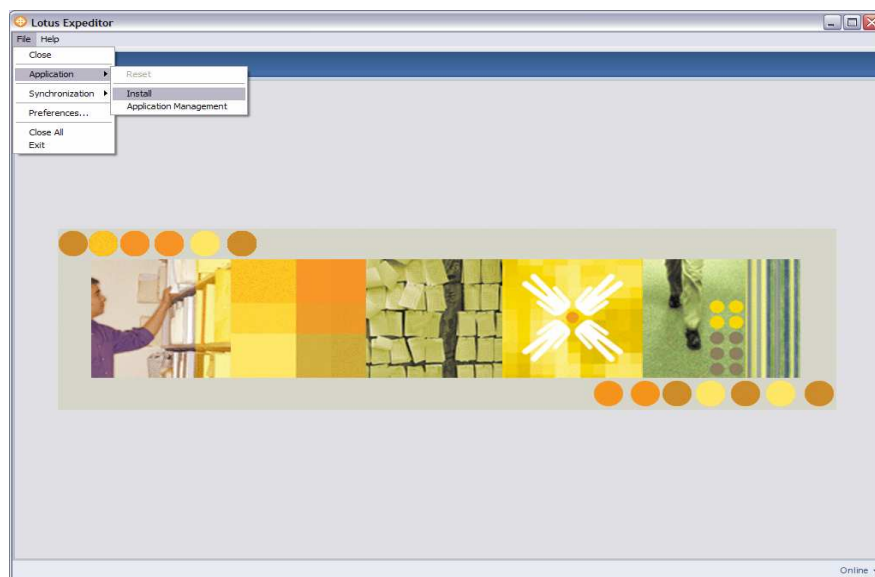 Lotus Expeditor
File Help
Close
Application
Reset
Synchronization
Install
Application Management
Preferences...
Close All
Exit
Online